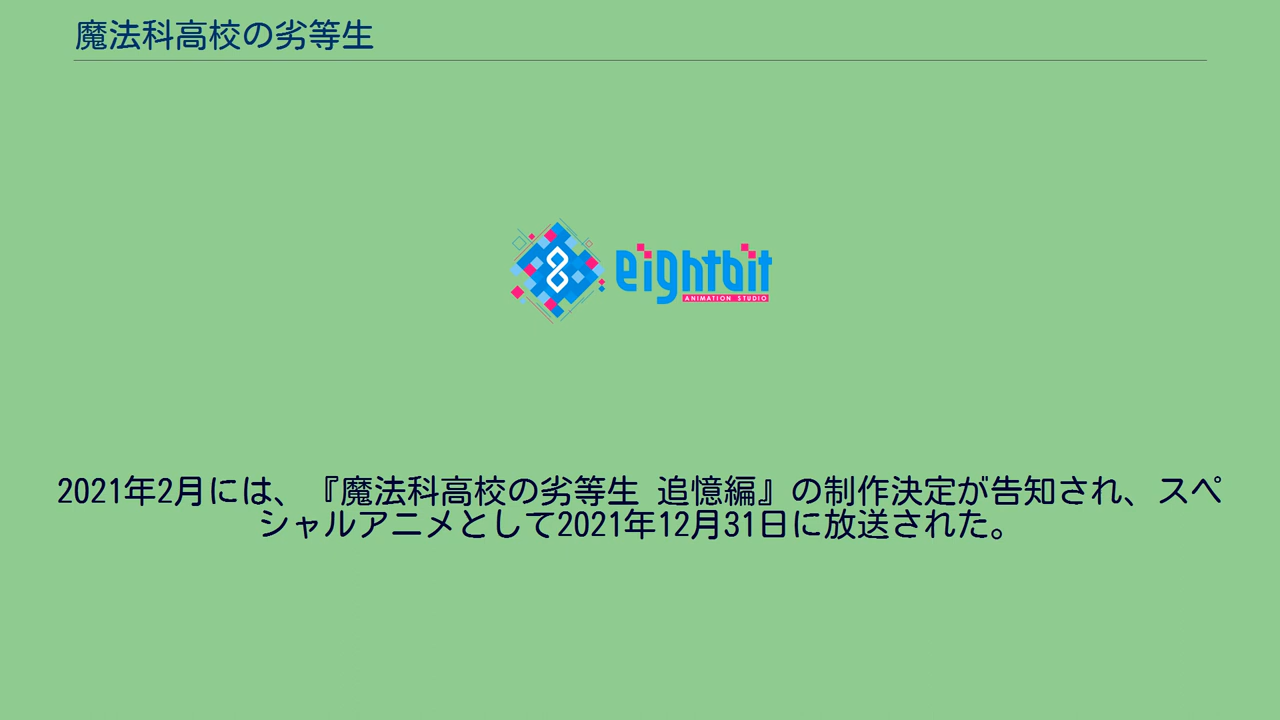 魔法科高校の劣等生
8
eightbit
ANIMATION STUDIO
2021年2月には、『魔法科高校の劣等生 追憶編』の制作決定が告知され、スペ
シャルアニメとして2021年12月31日に放送された。